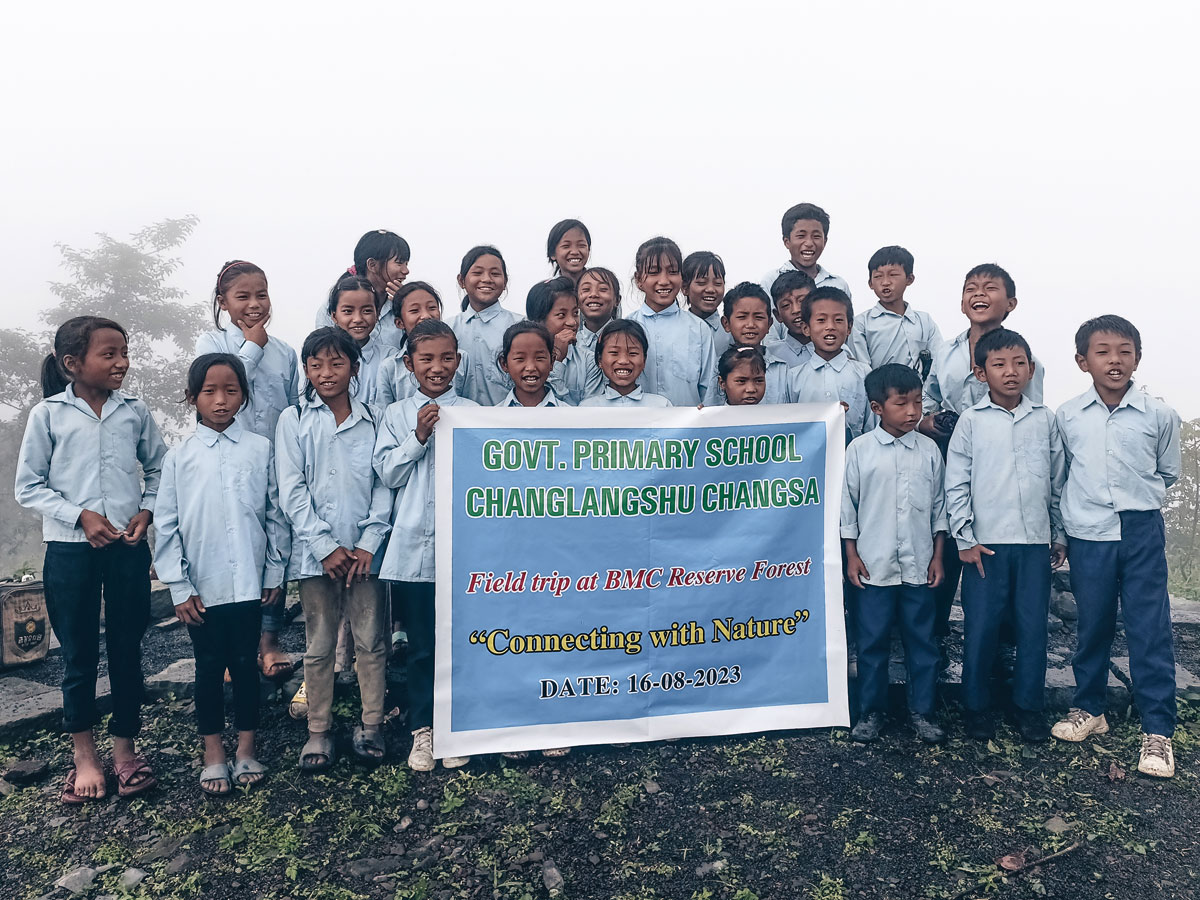 GOVT. PRIMARY SCHOOL
CHANGLANGSHU CHANGSA
Field trip at BMC Reserve Forest
“Connecting with Nature”
DATE: 16-08-2023